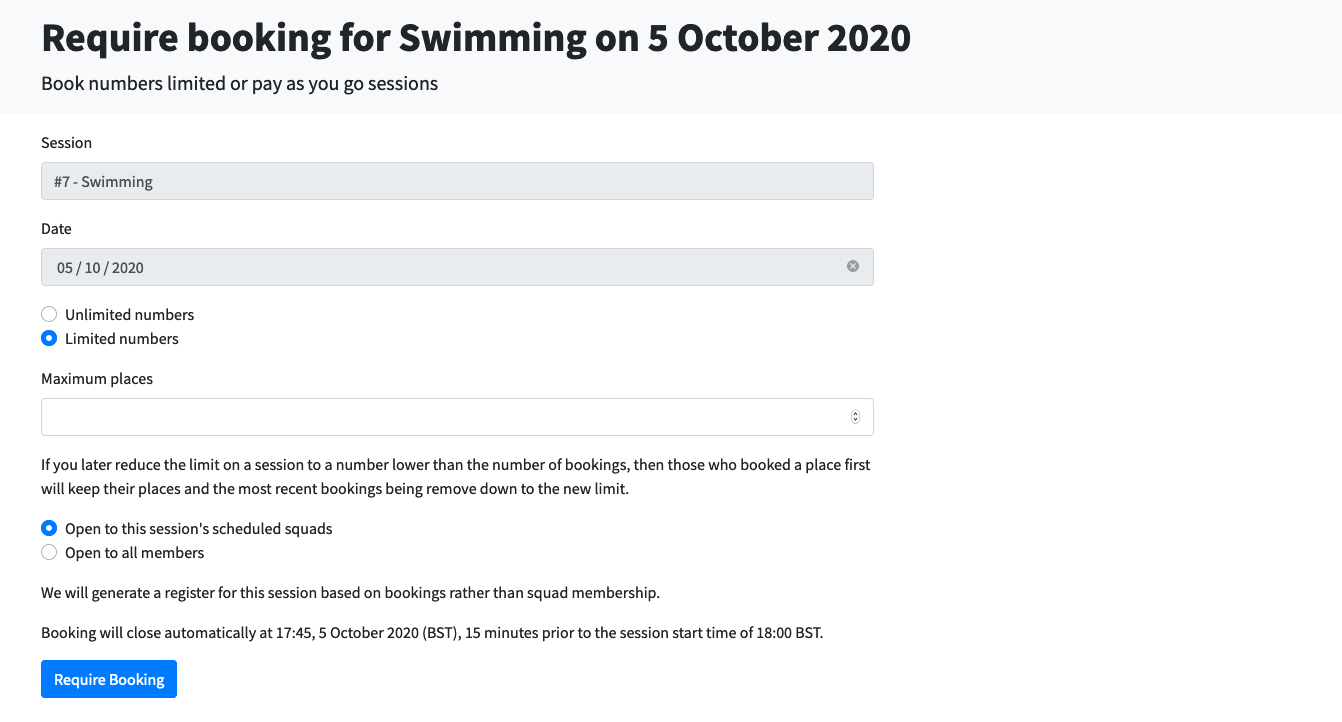 Require booking for Swimming on 5 October 2020
Book numbers limited or pay as you go sessions
Session
#7 - Swimming
Date
05 / 10 / 2020
Unlimited numbers
Limited numbers
Maximum places
If you later reduce the limit on a session to a number lower than the number of bookings, then those who booked a place first
will keep their places and the most recent bookings being remove down to the new limit.
Open to this session's scheduled squads
Open to all members
We will generate a register for this session based on bookings rather than squad membership.
Booking will close automatically at 17:45, 5 October 2020 (BST), 15 minutes prior to the session start time of 18:00 BST.
Require Booking